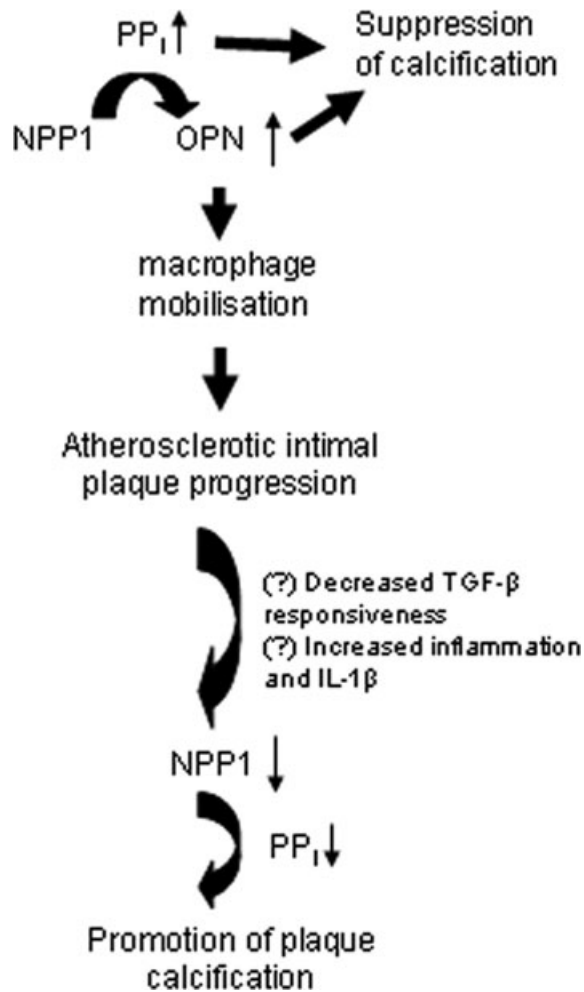 PPI↑
Suppression
of calcification
NPP1 OPN ↑
macrophage
mobilisation
Atherosclerotic intimal
plaque progression
(?) Decreased TGF-β
responsiveness
(?) Increased inflammation
and IL-1β
NPP1 ↓
PPI↓
Promotion of plaque
calcification